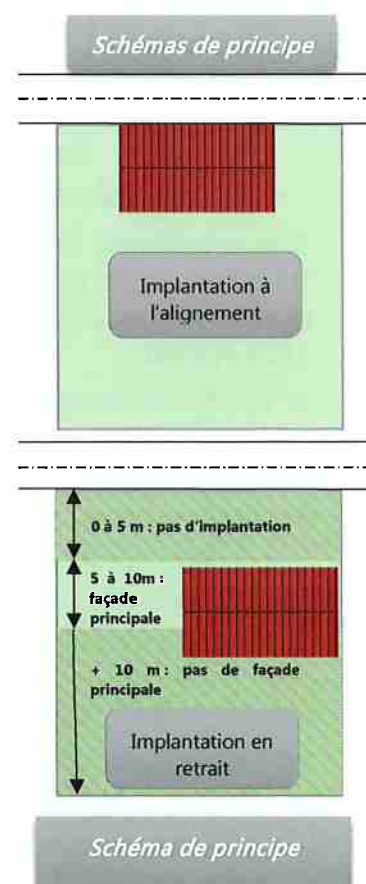 Schémas de principe
Implantation à
l'alignement
0 à 5 m : pas d'implantation
5 à 10m :
façade
principale
+ 10 m : pas de façade
principale
Implantation en
retrait
Schéma de principe